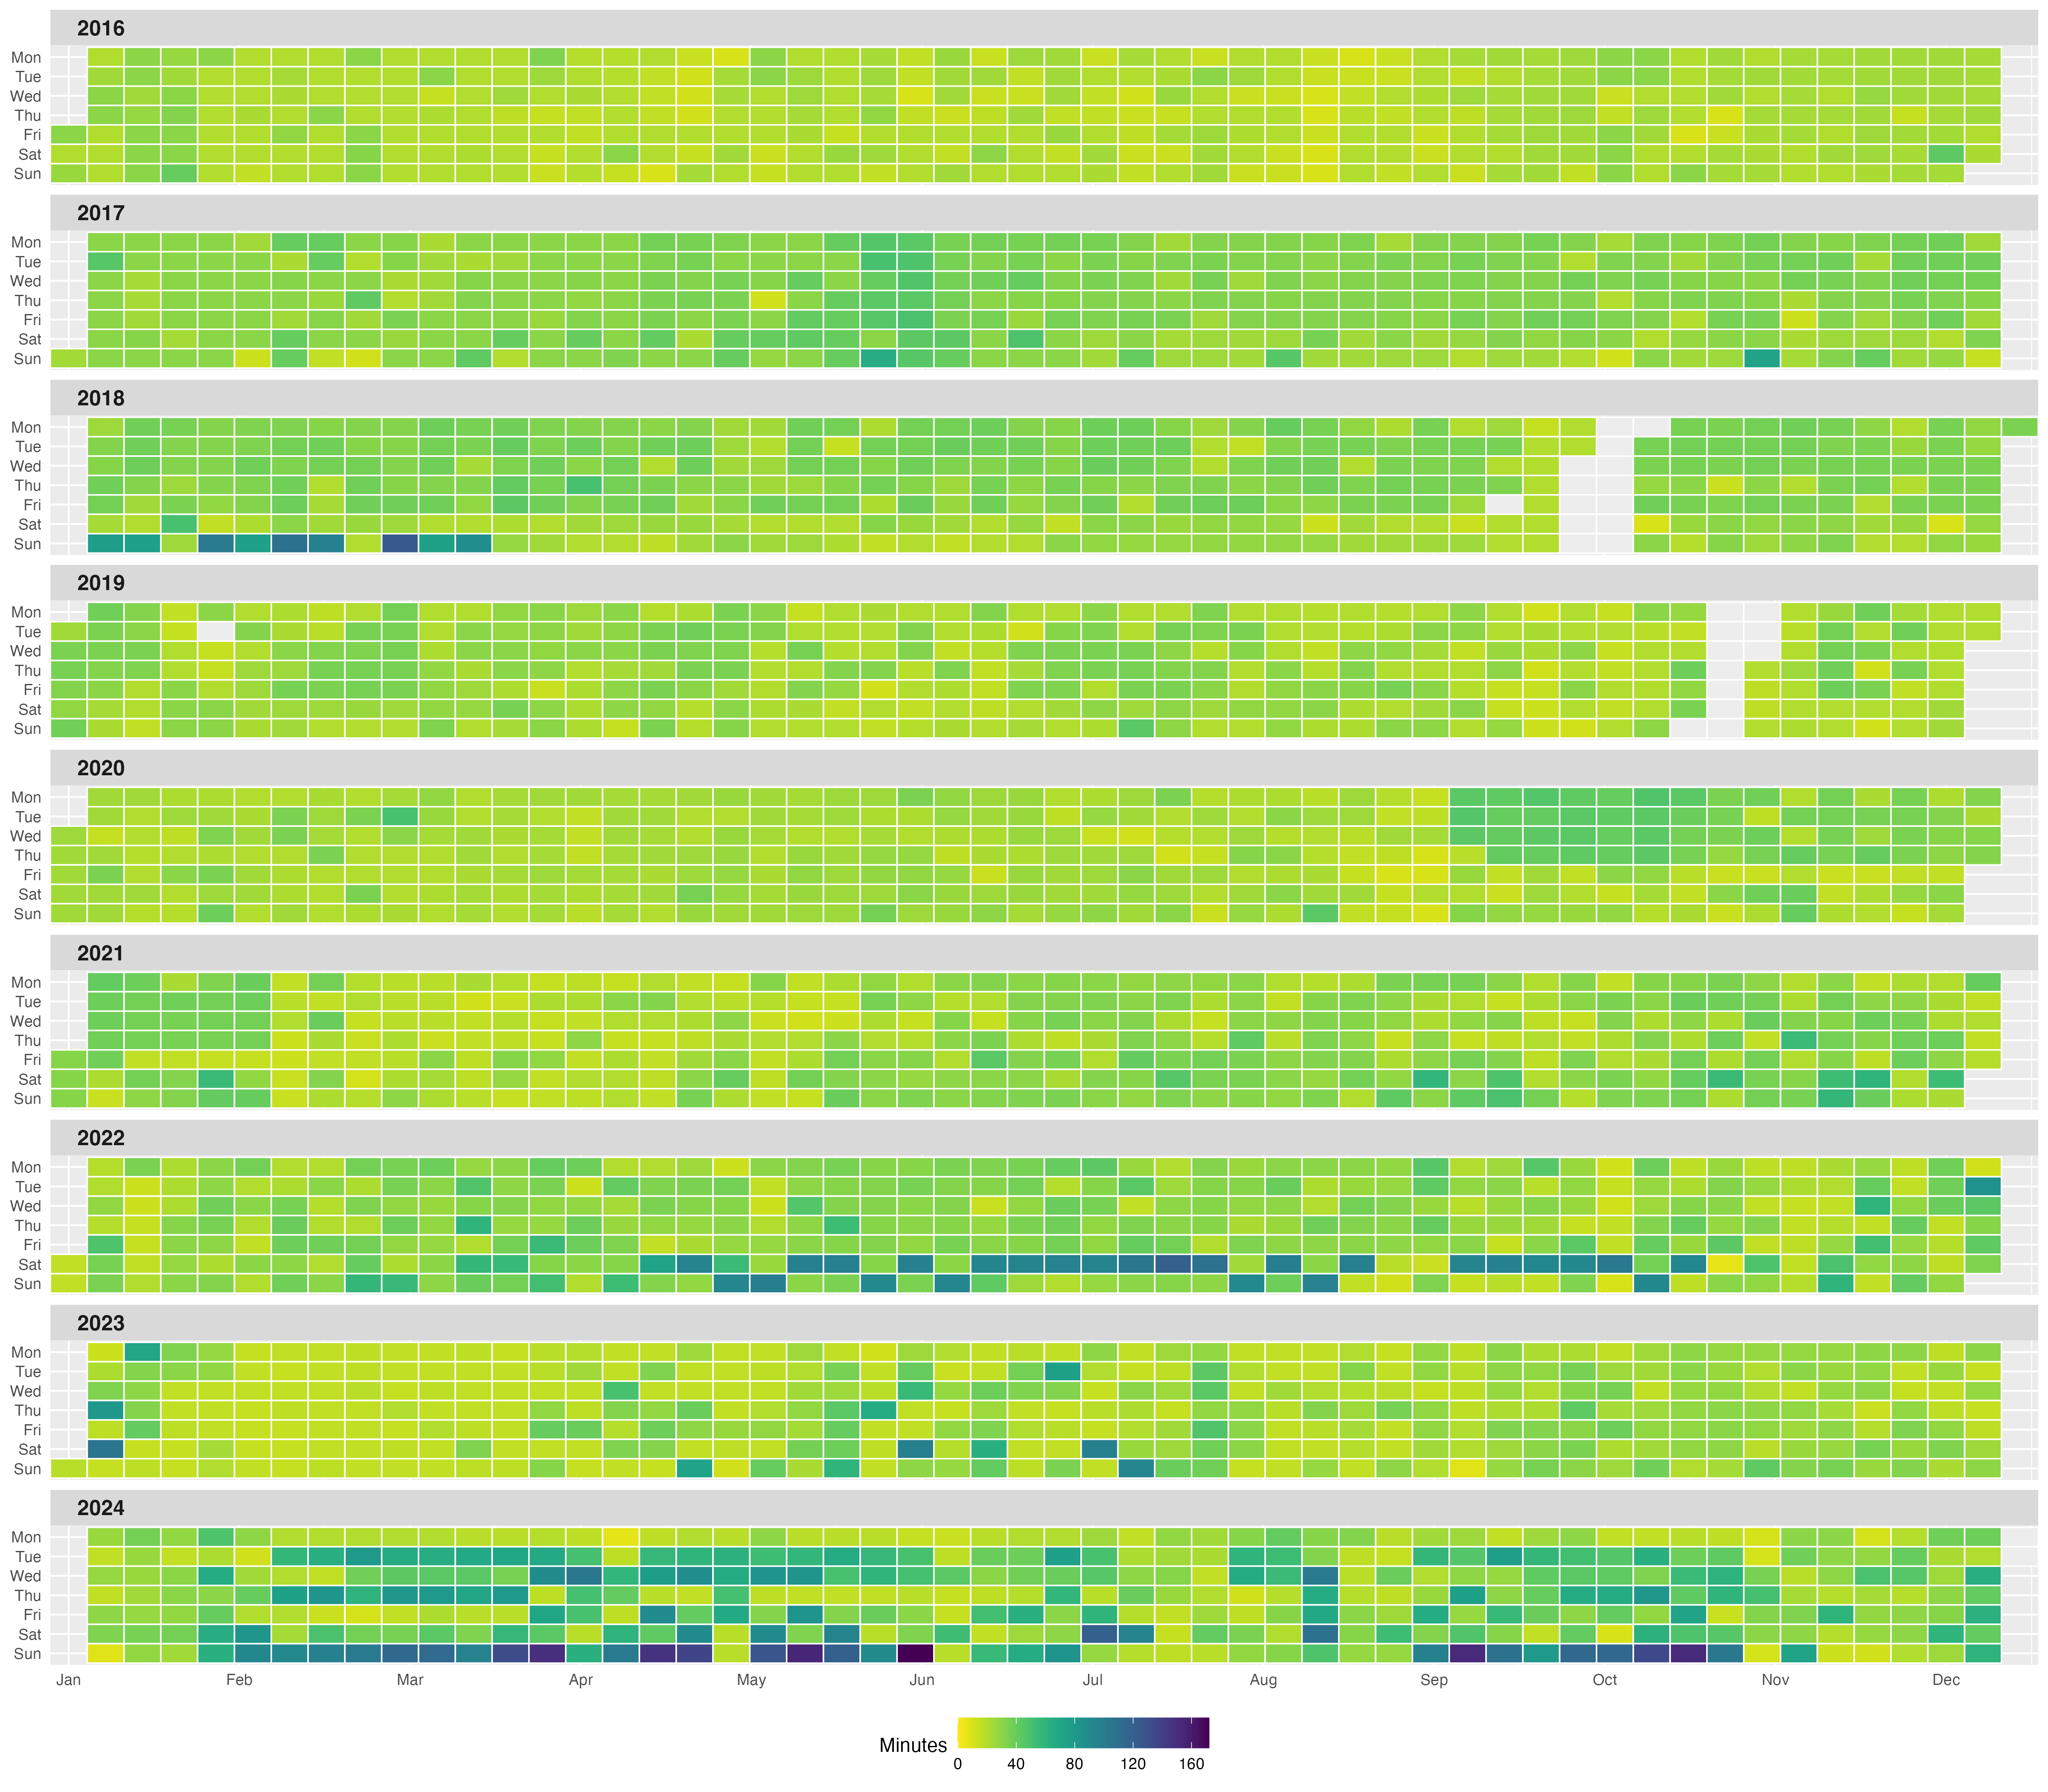 2016
Mon
Tue
Wed
Thu
Fri
Sat
Sun
2017
Mon
Tue
Wed
Thu
Fri
Sat
Sun
2018
Mon
Tue
Wed
Thu
Fri
Sat
Sun
2019
Mon
Tue
Wed
Thu
Fri
Sat
Sun
2020
Mon
Tue
Wed
Thu
Fri
Sat
Sun
2021
Mon
Tue
Wed
Thu
Fri
Sat
Sun
2022
Mon
Tue
Wed
Thu
Fri
Sat
Sun
2023
Mon
Tue
Wed
Thu
Fri
Sat
Sun
2024
Mon
Tue
Wed
Thu
Fri
Sat
Sun
Jan Feb Mar Apr May Jun Jul Aug Sep Oct Nov Dec
Minutes
0 40 80 120 160